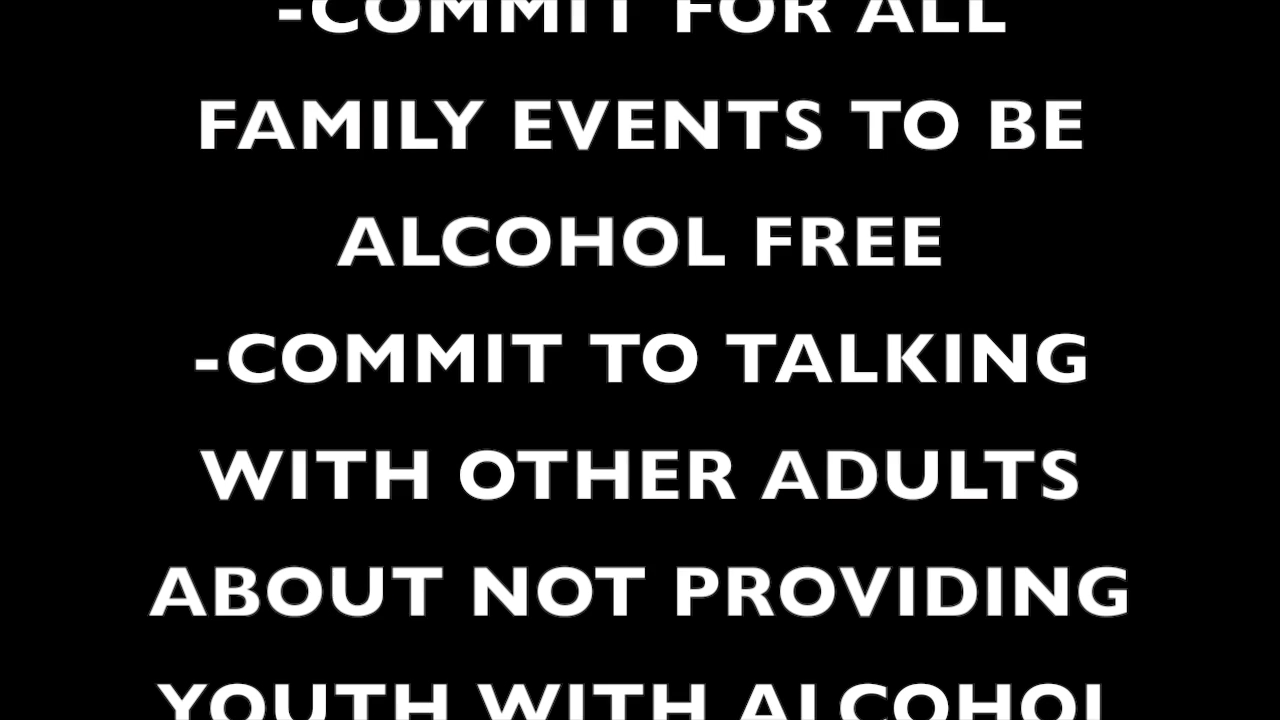 -COMMIT FOR ALL
FAMILY EVENTS TO BE
ALCOHOL FREE
-COMMIT TO TALKING
WITH OTHER ADULTS
ABOUT NOT PROVIDING
YOUTH WITH ALCOHOL